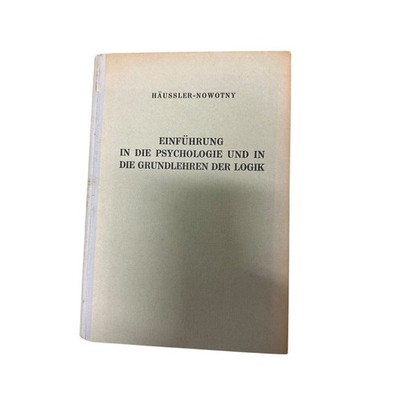 HÄUSSLER-NOWOTNY
EINFÜHRUNG
IN DIE PSYCHOLOGIE UND IN
DIE GRUNDLEHREN DER LOGIK